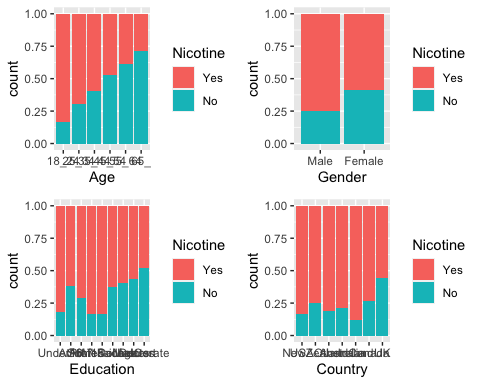 1.00
0.75
0.50
0.25
0.00
count
Age
Nicotine
Yes
No
1.00
0.75
0.50
0.25
0.00
count
Male Female
Gender
Nicotine
Yes
No
1.00
0.75
0.50
0.25
0.00
count
Education
Nicotine
Yes
No
1.00
0.75
0.50
0.25
0.00
count
Country
Nicotine
Yes
No